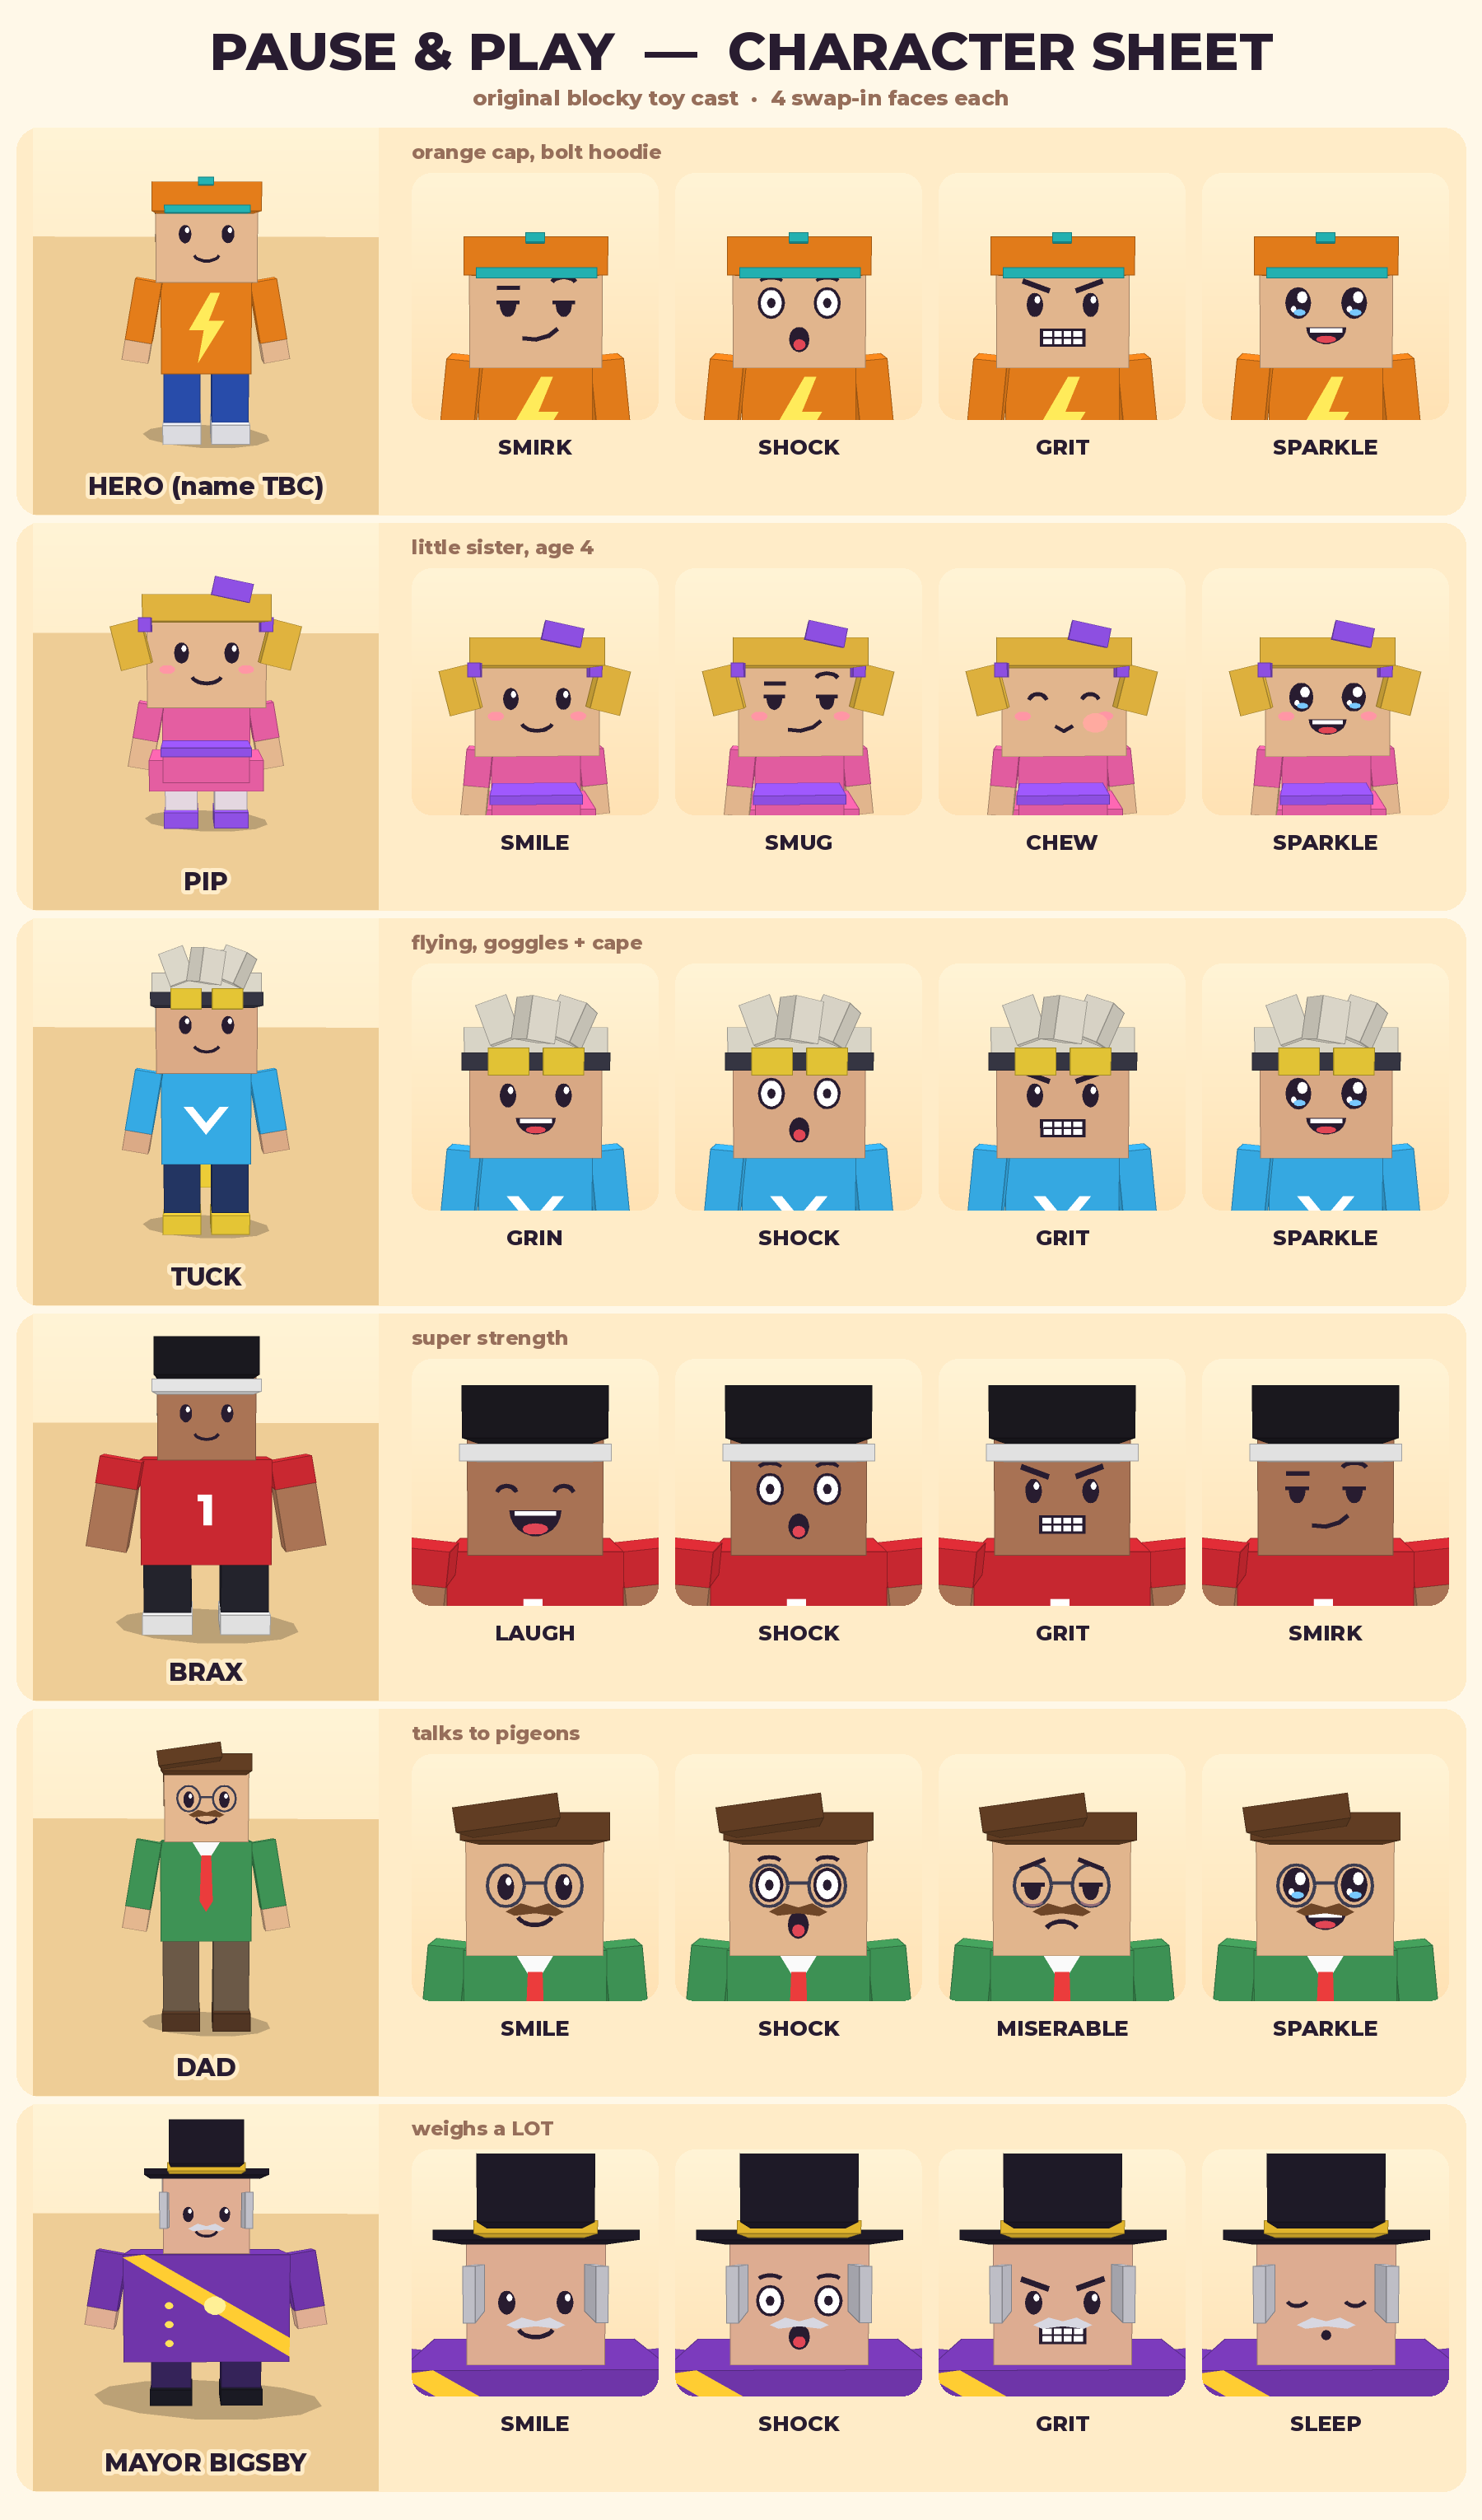 PAUSE & PLAY — CHARACTER SHEET
original blocky toy cast · 4 swap-in faces each
orange cap, bolt hoodie
SMIRK SHOCK GRIT SPARKLE
HERO (name TBC)
little sister, age 4
SMILE SMUG CHEW SPARKLE
PIP
flying, goggles + cape
GRIN SHOCK GRIT SPARKLE
TUCK
super strength
1
LAUGH SHOCK GRIT SMIRK
BRAX
talks to pigeons
SMILE SHOCK MISERABLE SPARKLE
DAD
weighs a LOT
SMILE SHOCK GRIT SLEEP
MAYOR BIGSBY